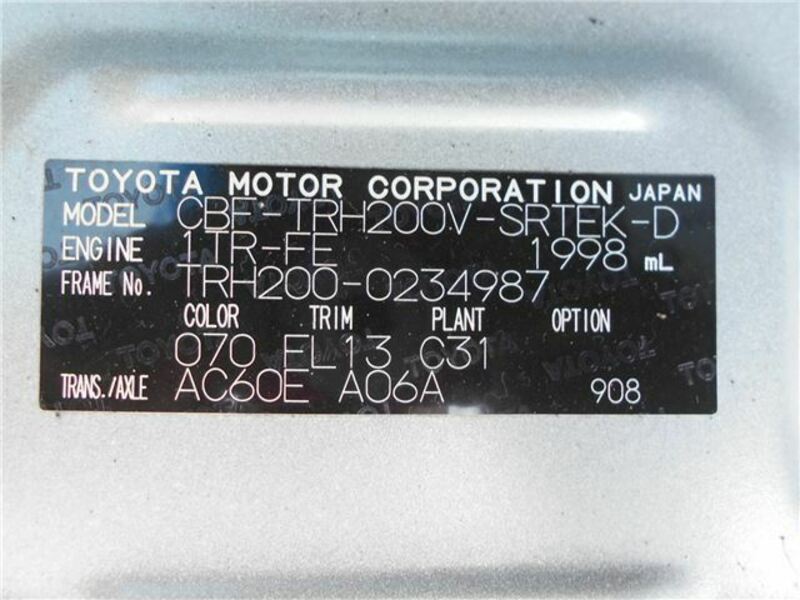 TOYOTA MOTOR CORPORATION JAPAN
MODEL CBF-TRH200V-SRTEK-D
ENGINE 1TR-FE 1998 mL
FRAME No. TRH200-0234987
COLOR TRIM PLANT OPTION
070 FL13 C31
TRANS./AXLE AC60E A06A 908